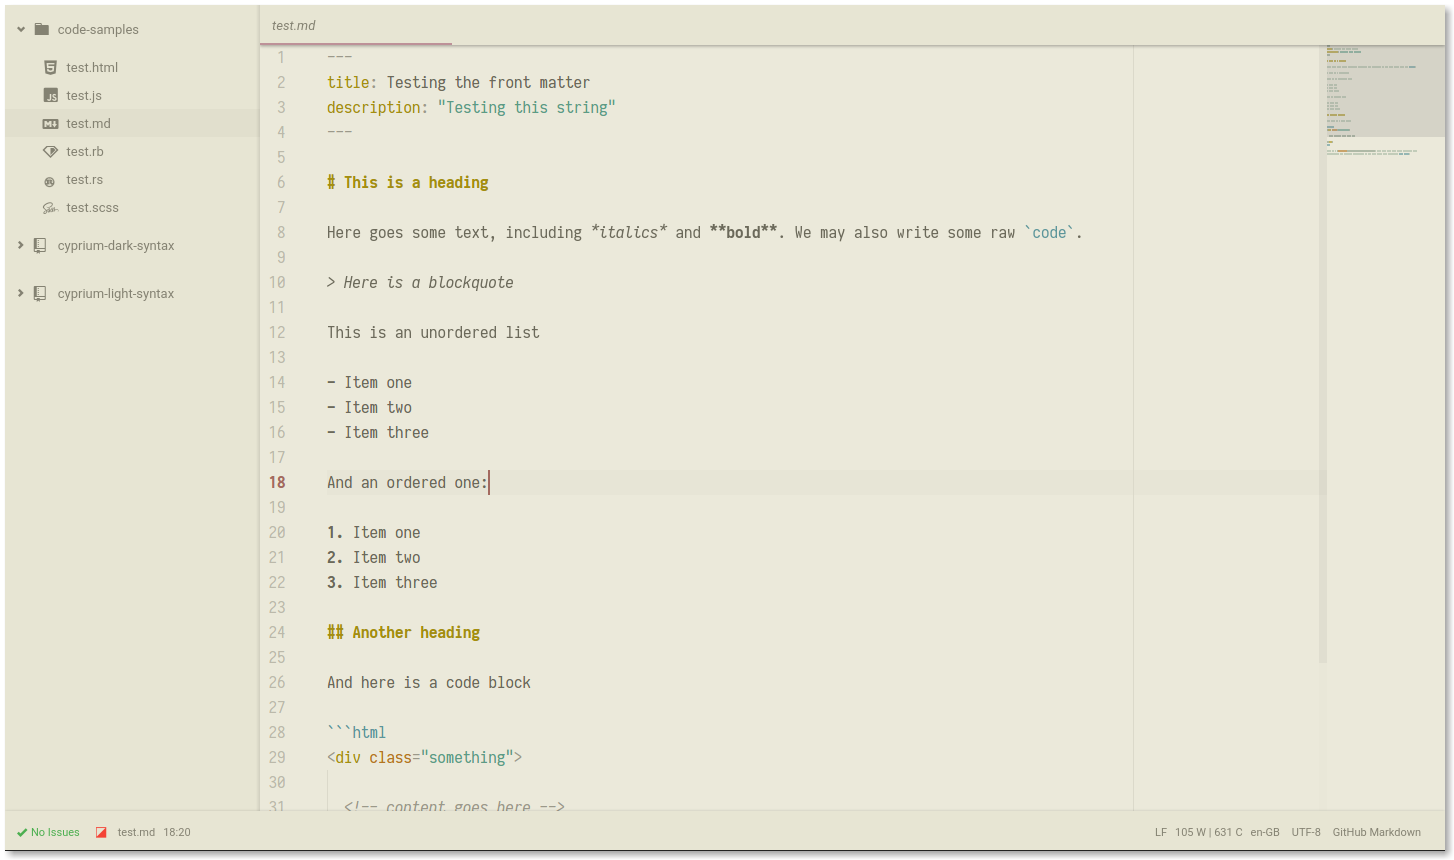 code-samples
test.html
test.js
test.md
test.rb
test.rs
test.scss
cyprium-dark-syntax
cyprium-light-syntax
test.md
1 ---
2 title: Testing the front matter
3 description: "Testing this string"
4 ---
5
6 # This is a heading
7
8 Here goes some text, including *italics* and **bold**. We may also write some raw `code`.
9
10 > Here is a blockquote
11
12 This is an unordered list
13
14 - Item one
15 - Item two
16 - Item three
17
18 And an ordered one:
19
20 1. Item one
21 2. Item two
22 3. Item three
23
24 ## Another heading
25
26 And here is a code block
27
28 ```html
29 <div class="something">
30
31 <!-- content goes here -->
No Issues test.md 18:20 LF 105 W | 631 C en-GB UTF-8 GitHub Markdown